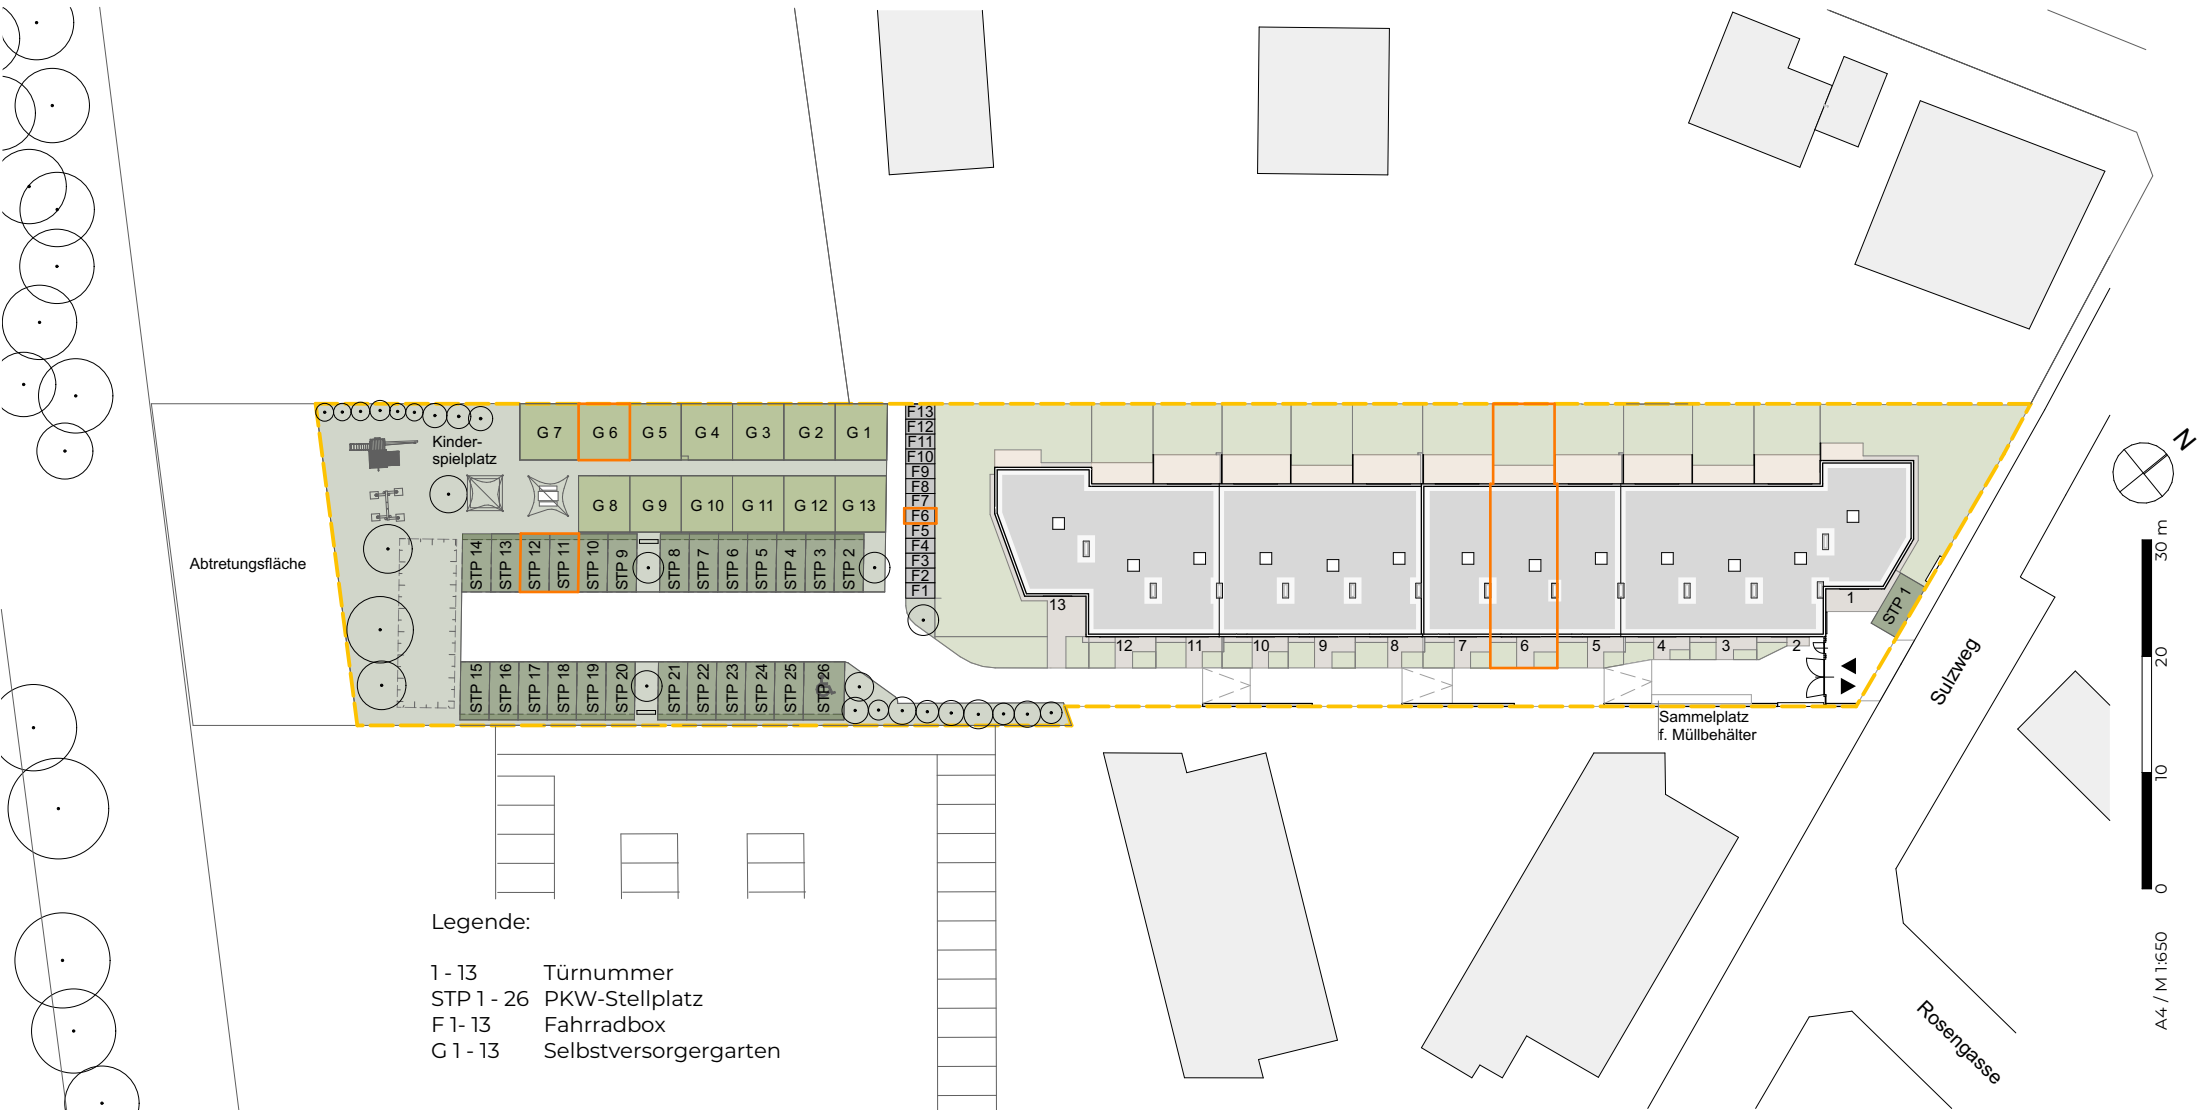 N
Kinder-
spielplatz
G 7
G 6
G 5
G 4
G 3
G 2
G 1
G 8
G 9
G 10
G 11
G 12
G 13
F13
F12
F11
F10
F9
F8
F7
F6
F5
F4
F3
F2
F1
Abtretungsfläche
STP 14
STP 13
STP 12
STP 11
STP 10
STP 9
STP 8
STP 7
STP 6
STP 5
STP 4
STP 3
STP 2
STP 15
STP 16
STP 17
STP 18
STP 19
STP 20
STP 21
STP 22
STP 23
STP 24
STP 25
STP 26
13
12
11
10
9
8
7
6
5
4
3
2
1
STP 1
Sammelplatz
f. Müllbehälter
Sulzweg
Rosengasse
30 m
20
10
0
A4 / M 1:650
Legende:
1 - 13 Türnummer
STP 1 - 26 PKW-Stellplatz
F 1- 13 Fahrradbox
G 1 - 13 Selbstversorgergarten